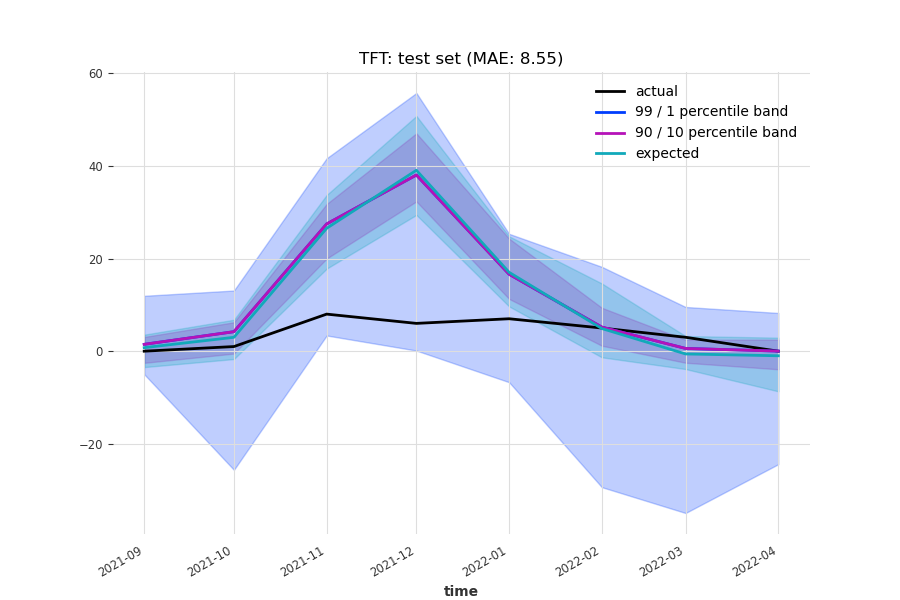 TFT: test set (MAE: 8.55)
actual
99 / 1 percentile band
90 / 10 percentile band
expected
60
40
20
0
−20
2021-09
2021-10
2021-11
2021-12
2022-01
2022-02
2022-03
2022-04
time